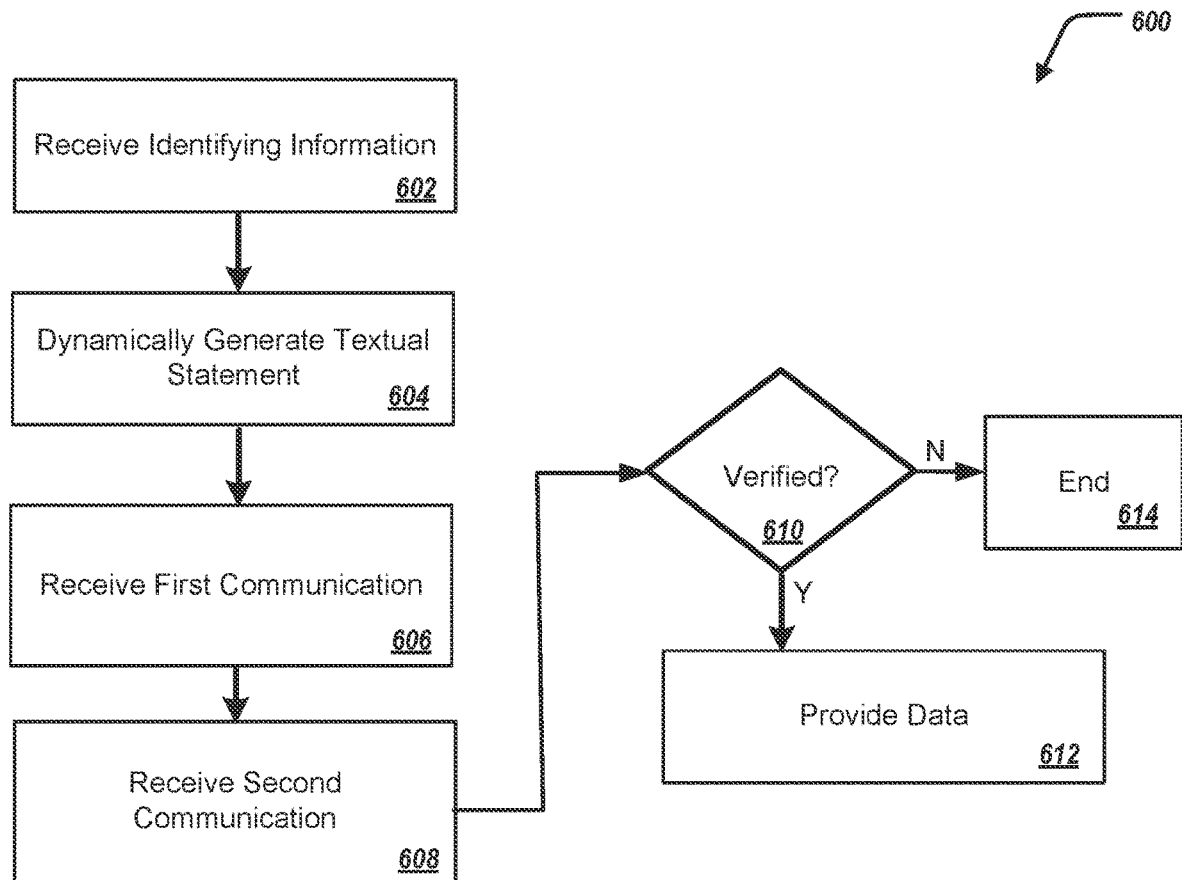 600
Receive Identifying Information
602
Dynamically Generate Textual
Statement
604
Receive First Communication
606
Receive Second
Communication
608
Verified?
610
N
End
614
Y
Provide Data
612